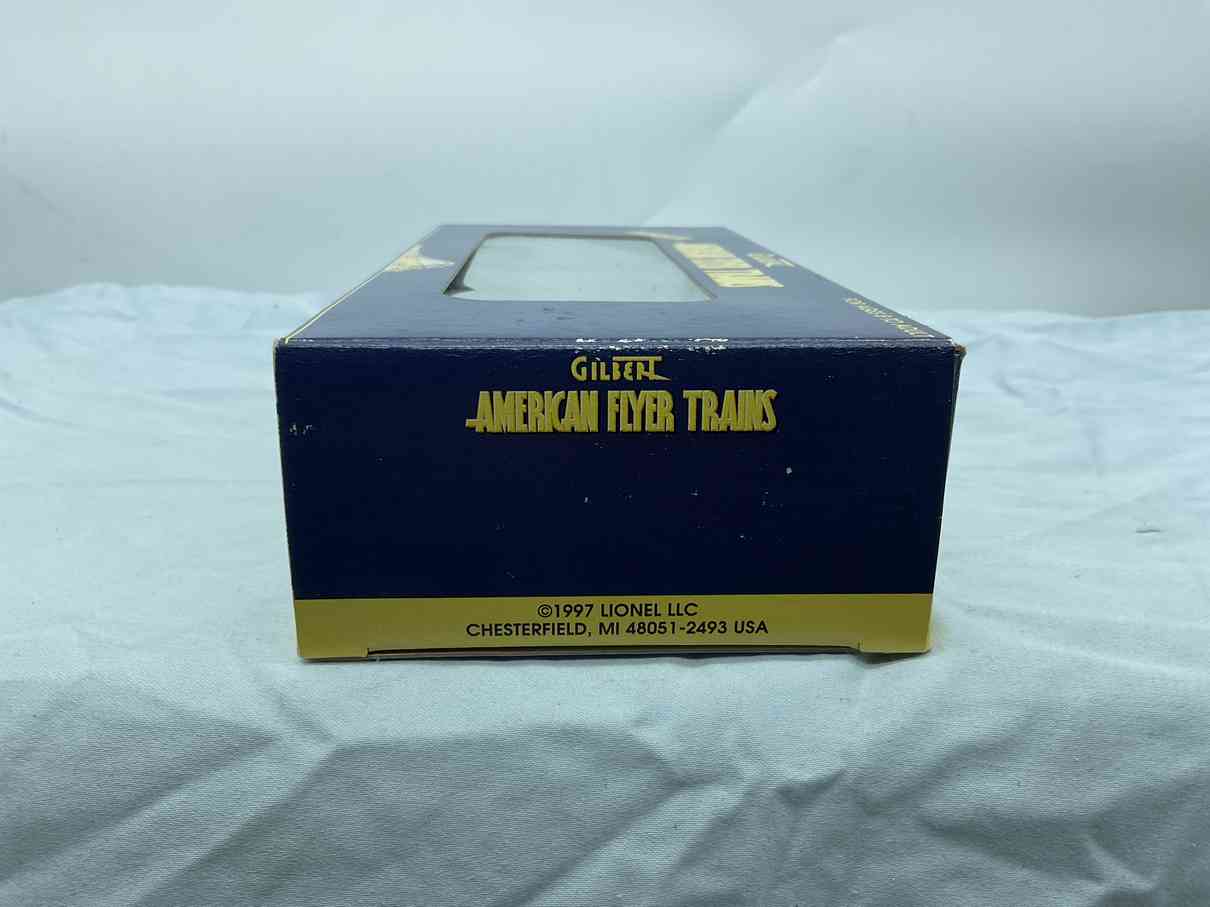 GILBERT
AMERICAN FLYER TRAINS
©1997 LIONEL LLC
CHESTERFIELD, MI 48051-2493 USA